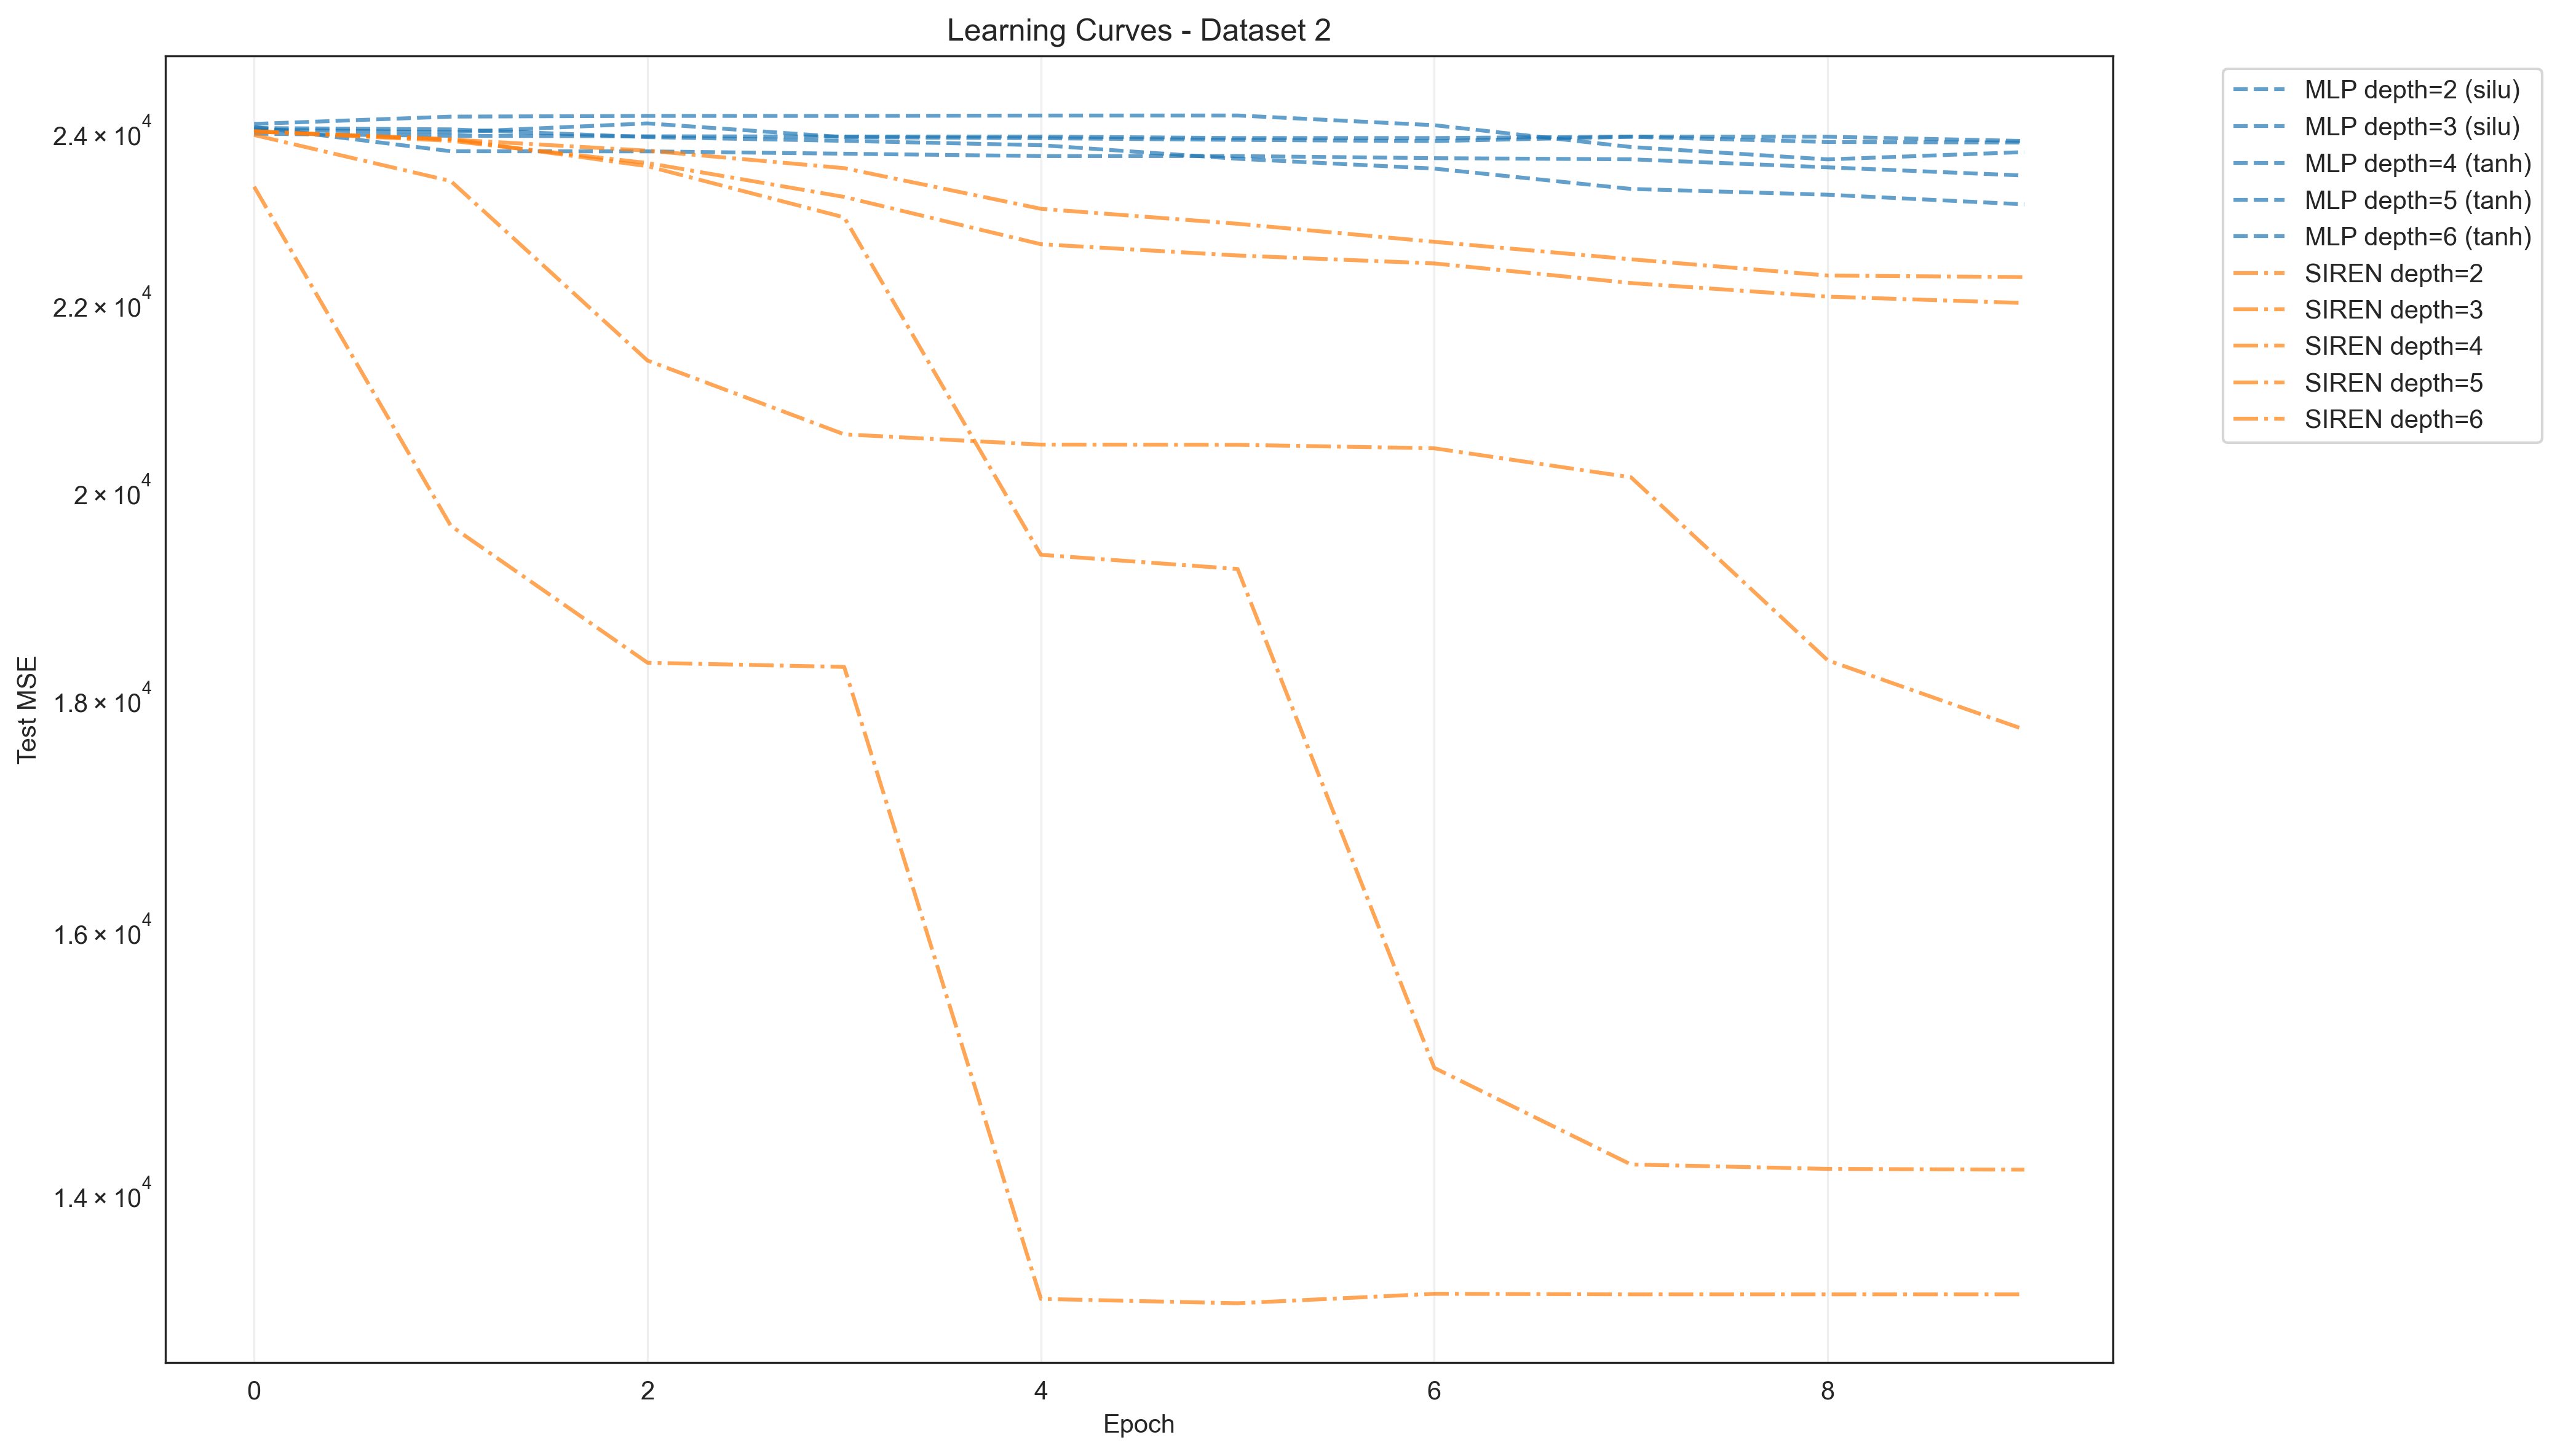 Learning Curves - Dataset 2
2.4 × 10⁴
2.2 × 10⁴
2 × 10⁴
1.8 × 10⁴
1.6 × 10⁴
1.4 × 10⁴
Test MSE
0 2 4 6 8
Epoch
MLP depth=2 (silu)
MLP depth=3 (silu)
MLP depth=4 (tanh)
MLP depth=5 (tanh)
MLP depth=6 (tanh)
SIREN depth=2
SIREN depth=3
SIREN depth=4
SIREN depth=5
SIREN depth=6